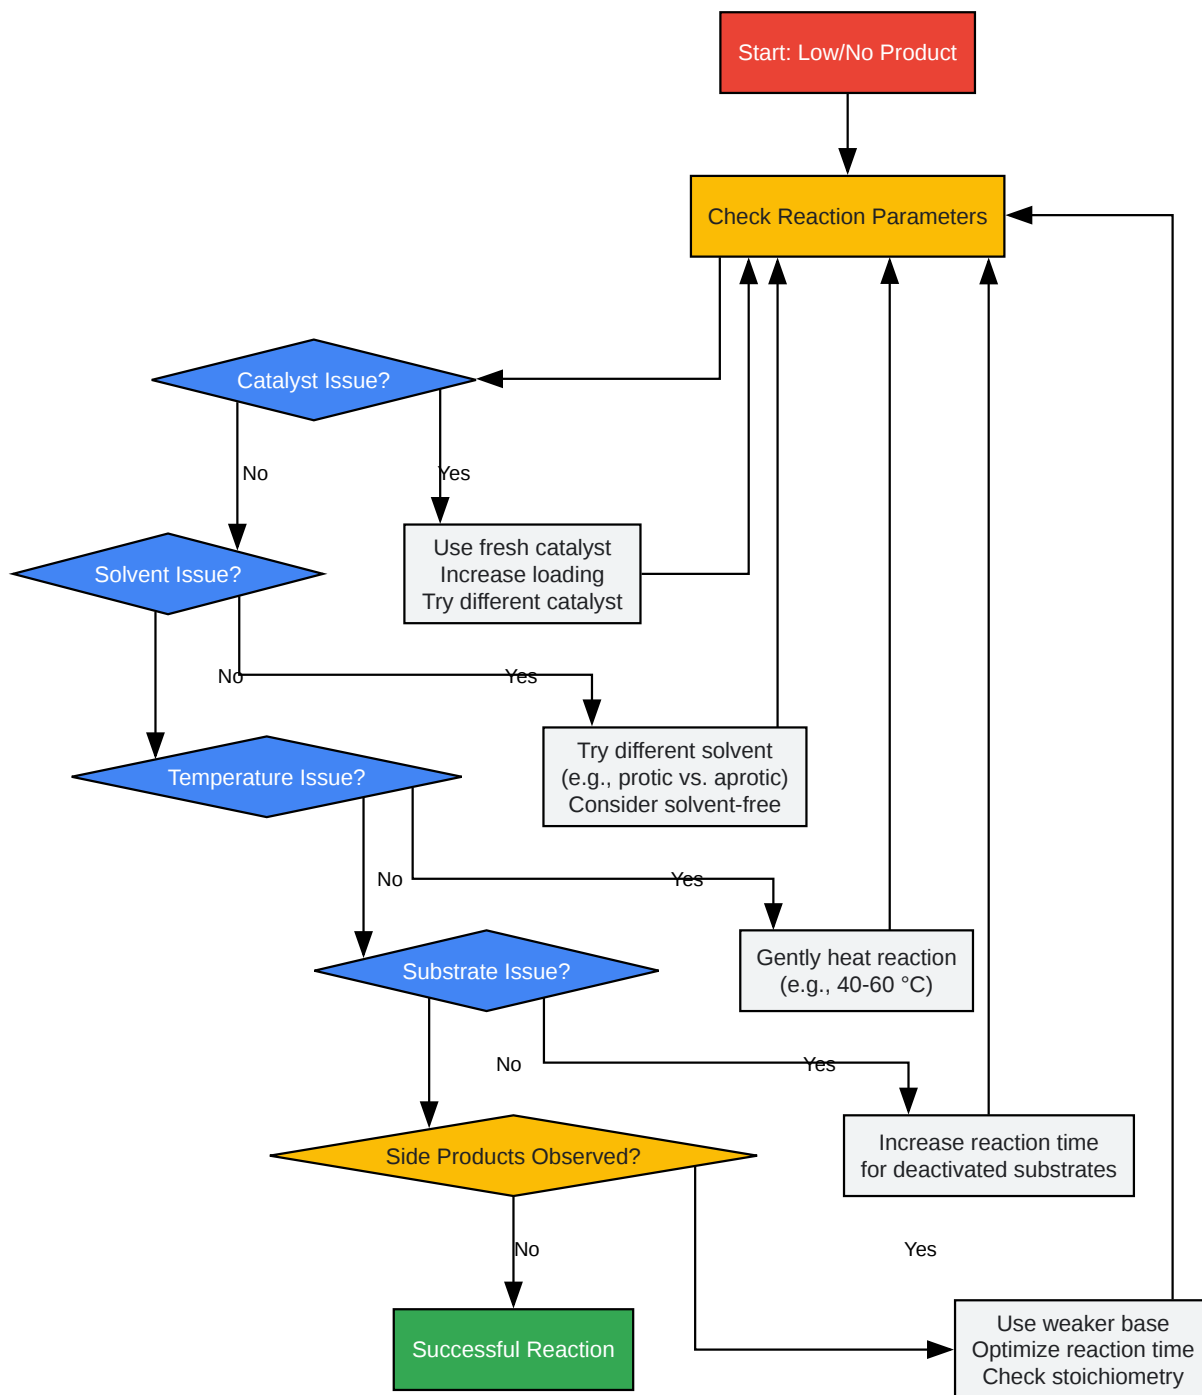 Start: Low/No Product
Check Reaction Parameters
Catalyst Issue?
No
Yes
Use fresh catalyst
Increase loading
Try different catalyst
Solvent Issue?
No
Yes
Try different solvent
(e.g., protic vs. aprotic)
Consider solvent-free
Temperature Issue?
No
Yes
Gently heat reaction
(e.g., 40-60 °C)
Substrate Issue?
No
Yes
Increase reaction time
for deactivated substrates
Side Products Observed?
No
Yes
Use weaker base
Optimize reaction time
Check stoichiometry
Successful Reaction